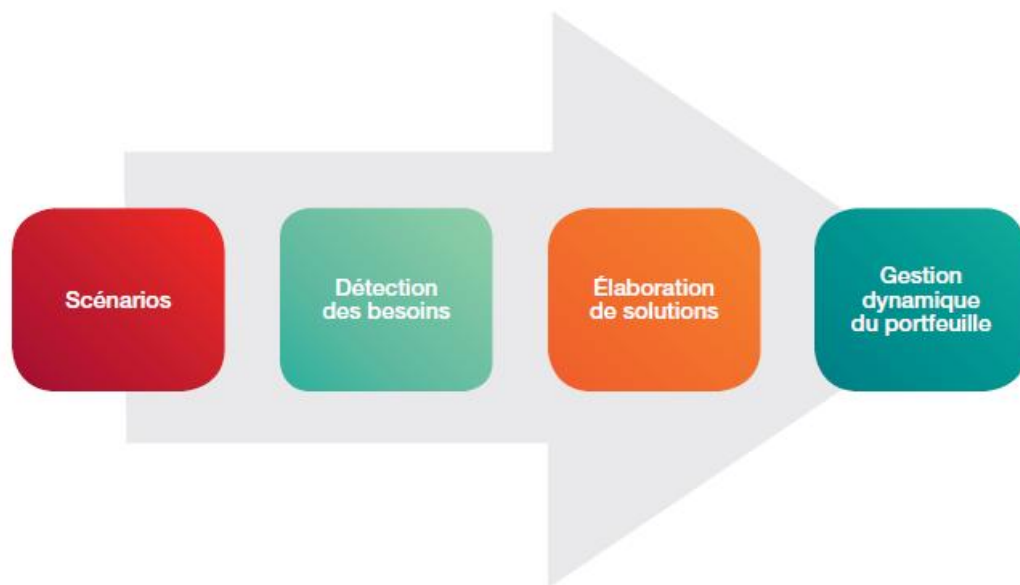 Scénarios
Détection
des besoins
Élaboration
de solutions
Gestion
dynamique
du portfeuille